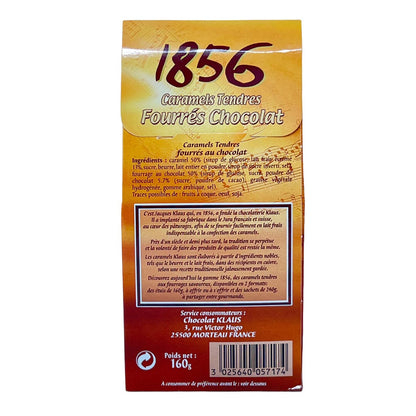 1856
Caramels Tendres
Fourrés Chocolat
Caramels Tendres
fourrés au chocolat
Ingrédients : caramel 50% (sirop de glucose, lait frais écrémé
13%, sucre, beurre, lait entier en poudre, sirop de sucre inverti, sel),
fourrage au chocolat 50% (sirop de glucose, sucre, poudre de
chocolat 5.7% (sucre, poudre de cacao), graisse végétale
hydrogénée, gomme arabique, sel).
Traces possibles de : fruits à coque, oeuf, soja.
C'est Jacques Klaus qui, en 1856, a fondé la chocolaterie Klaus.
Il a implanté sa fabrique dans le Jura français et suisse,
au cœur des pâturages, afin de se fournir facilement en lait frais
indispensable à la confection des caramels.
Près d'un siècle et demi plus tard, la tradition se perpétue
et la volonté de faire des produits de qualité est resté la même.
Les caramels Klaus sont élaborés à partir d'ingrédients nobles,
tels que le beurre et le lait frais, dans des récipients en cuivre,
selon une recette traditionnelle jalousement gardée.
Découvrez aujourd'hui la gamme 1856, des caramels tendres
aux fourrages savoureux, disponibles en 2 formats:
des étuis de 160g, à offrir ou à s'offrir et des sachets de 190g,
à partager entre gourmands.
Service consommateurs :
Chocolat KLAUS
3, rue Victor Hugo
25500 MORTEAU FRANCE
Poids net :
160g
3 025640 057174
A consommer de préférence avant le: voir dessous